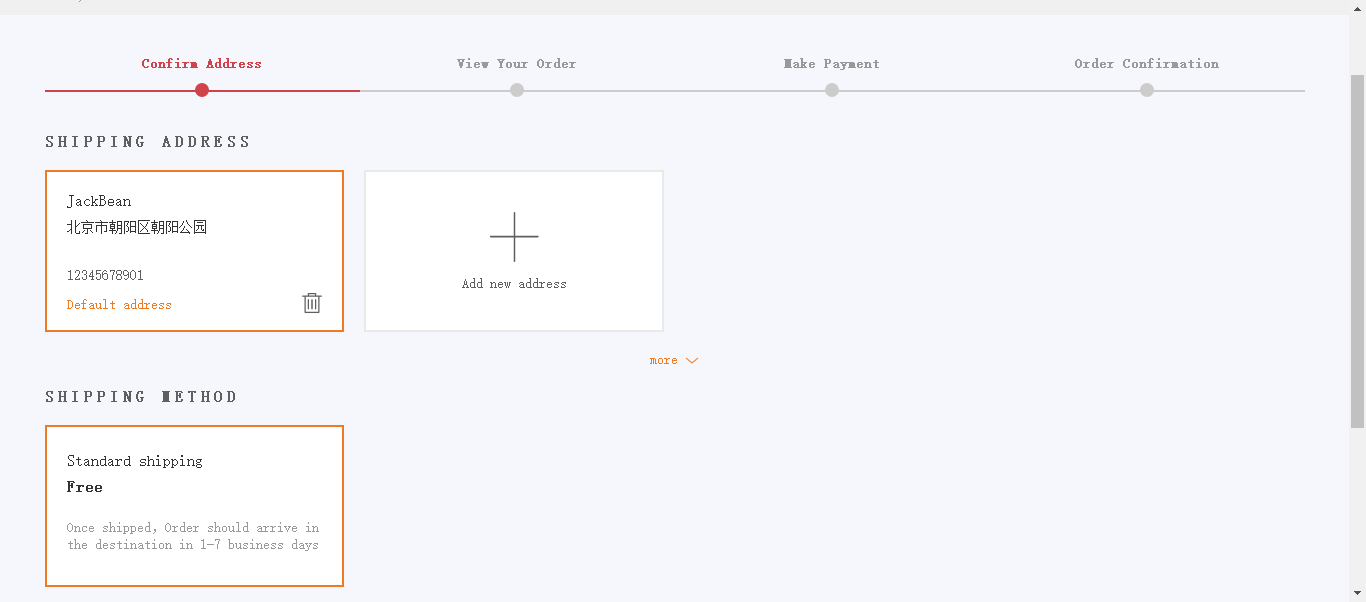 Confirm Address
View Your Order
Make Payment
Order Confirmation
SHIPPING ADDRESS
JackBean
北京市朝阳区朝阳公园
12345678901
Default address
Add new address
more
SHIPPING METHOD
Standard shipping
Free
Once shipped, Order should arrive in
the destination in 1-7 business days